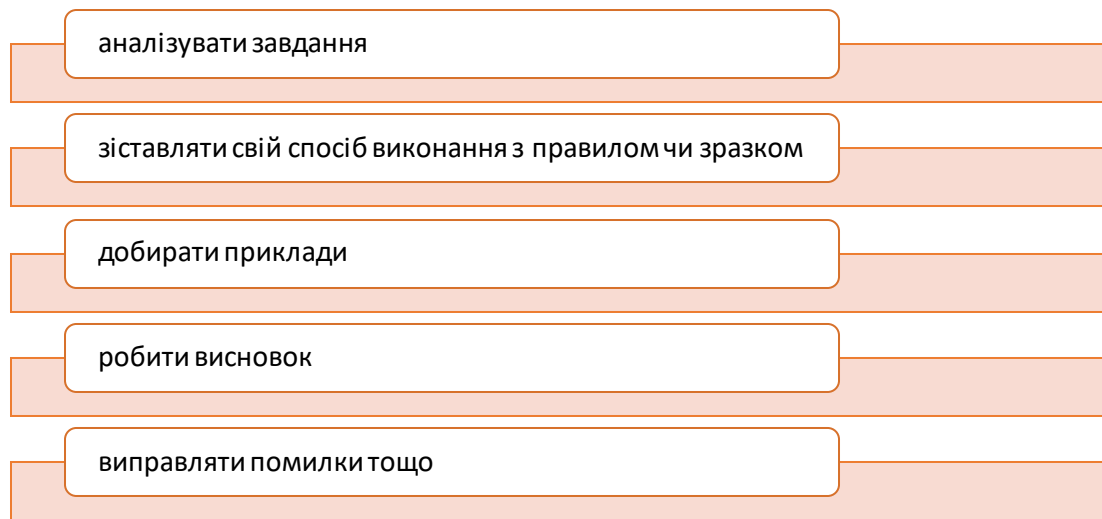 аналізувати завдання
зіставляти свій спосіб виконання з правилом чи зразком
добирати приклади
робити висновок
виправляти помилки тощо